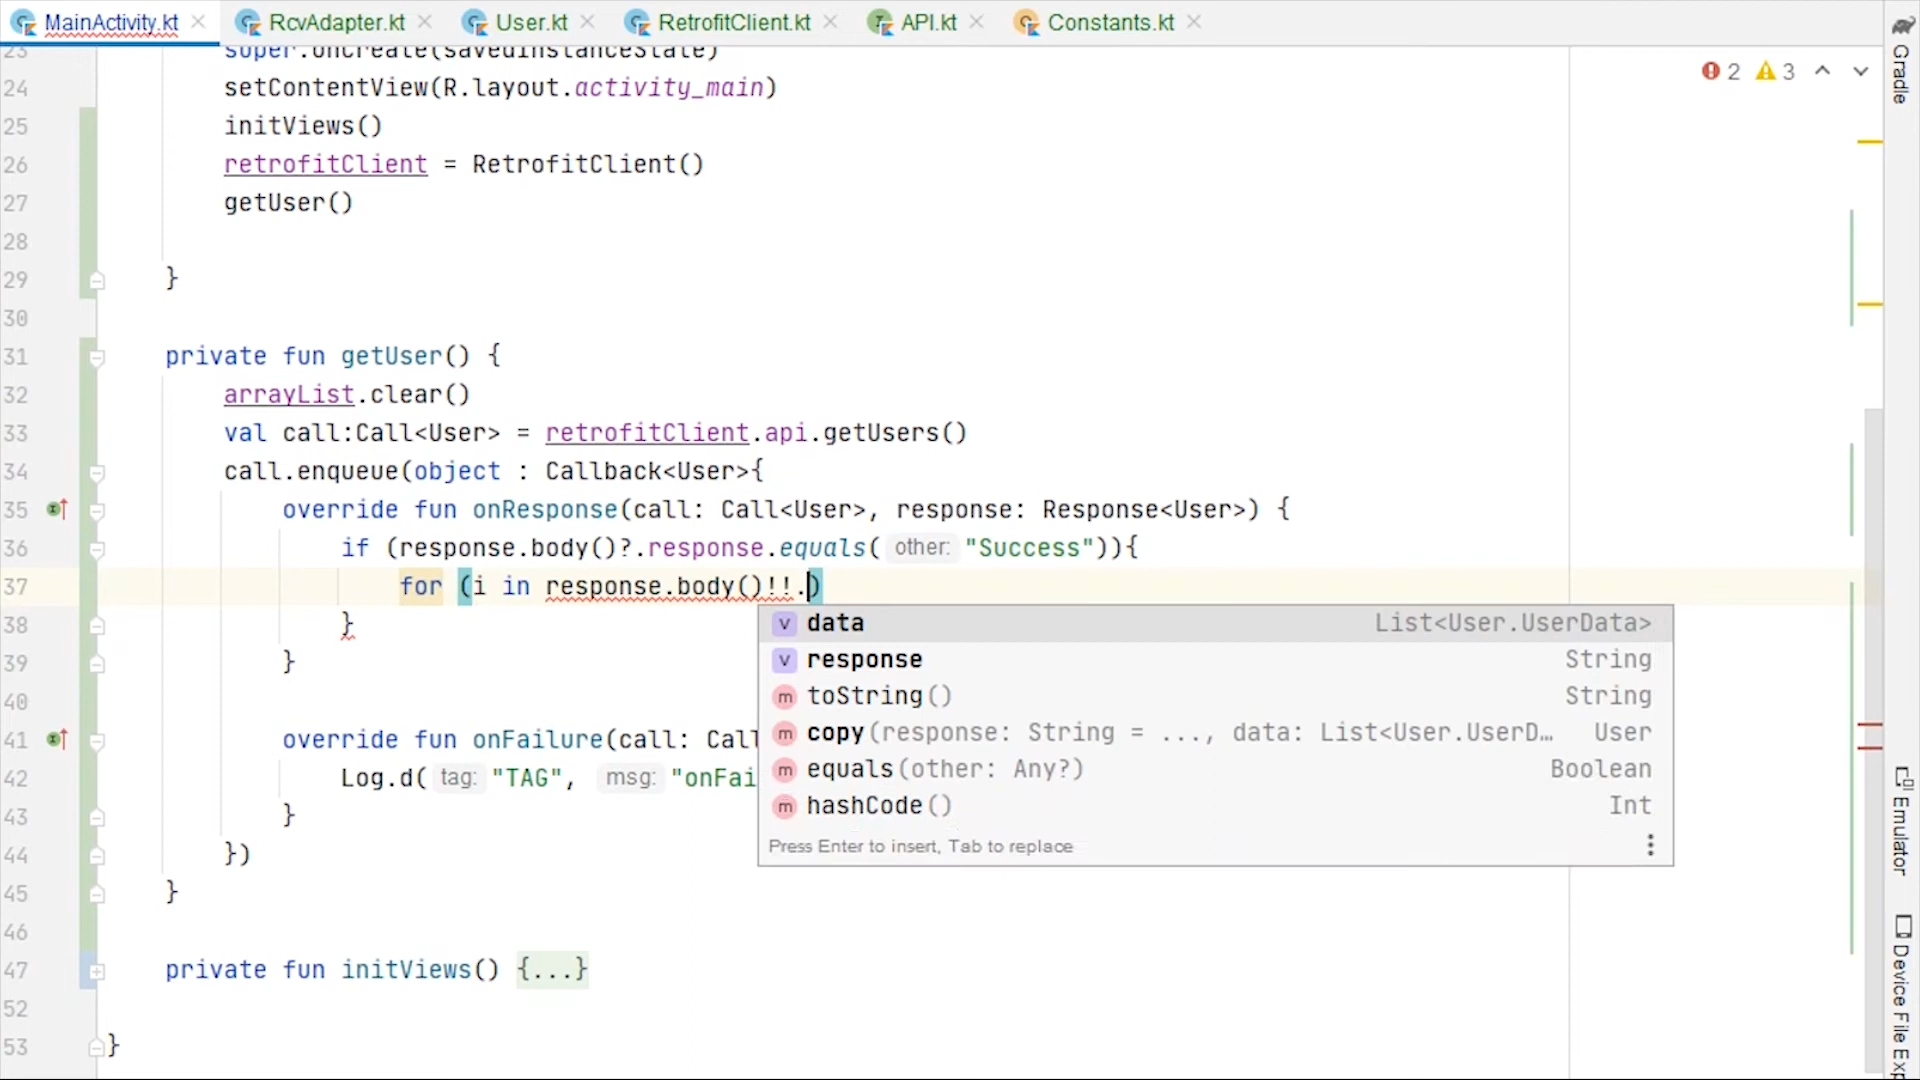 MainActivity.kt RcvAdapter.kt User.kt RetrofitClient.kt API.kt Constants.kt
23 super.onCreate(savedInstanceState)
24 setContentView(R.layout.activity_main)
25 initViews()
26 retrofitClient = RetrofitClient()
27 getUser()
28
29 }
30
31 private fun getUser() {
32 arrayList.clear()
33 val call:Call<User> = retrofitClient.api.getUsers()
34 call.enqueue(object : Callback<User>{
35 override fun onResponse(call: Call<User>, response: Response<User>) {
36 if (response.body()?.response.equals( other: "Success")){
37 for (i in response.body()!!.)
38 }
39 }
40
41 override fun onFailure(call: Call
42 Log.d( tag: "TAG", msg: "onFai
43 }
44 })
45 }
46
47 private fun initViews() {...}
52
53 }
data List<User.UserData>
response String
toString() String
copy(response: String = ..., data: List<User.UserD… User
equals(other: Any?) Boolean
hashCode() Int
Press Enter to insert, Tab to replace
2 3
Gradle
Emulator
Device File Exp